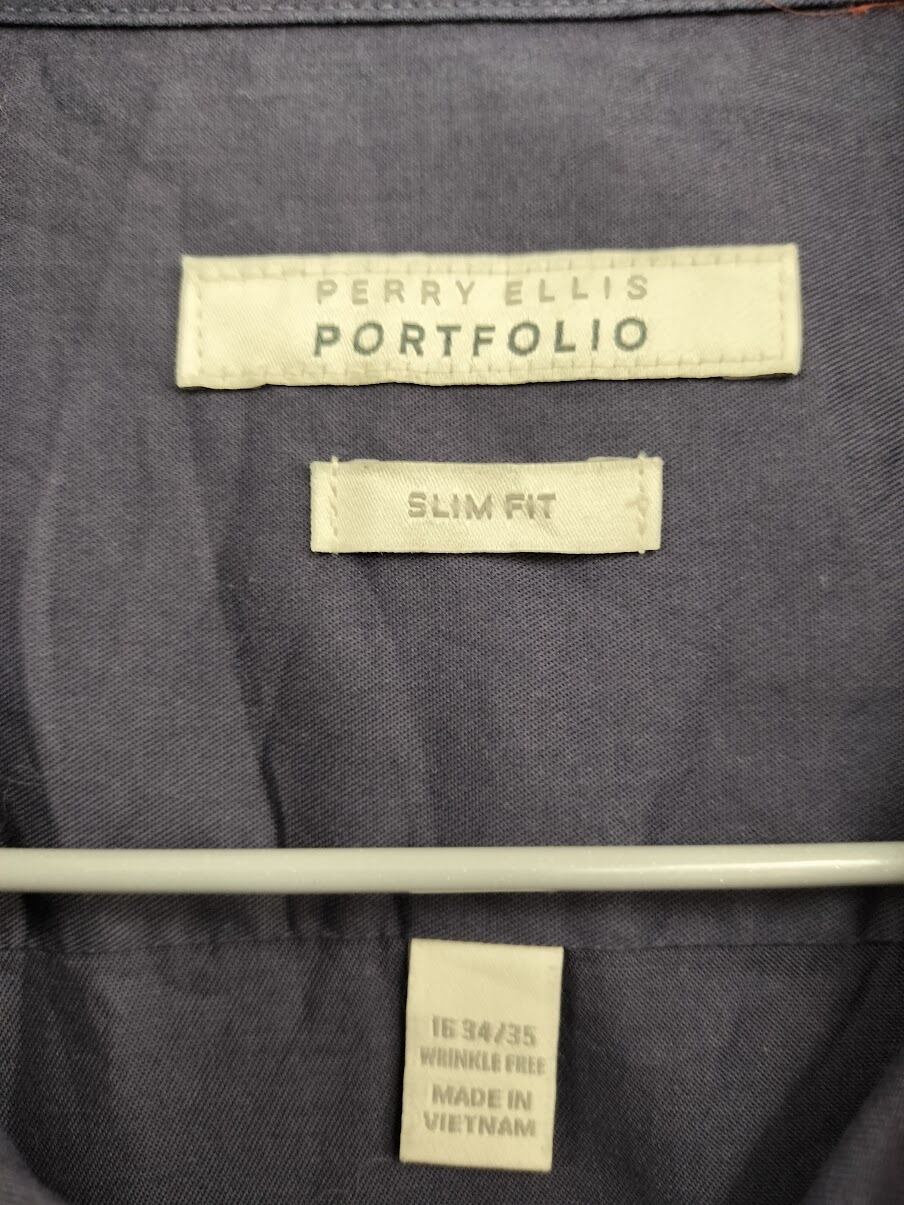 PERRY ELLIS
PORTFOLIO
SLIM FIT
16 34/35
WRINKLE FREE
MADE IN
VIETNAM